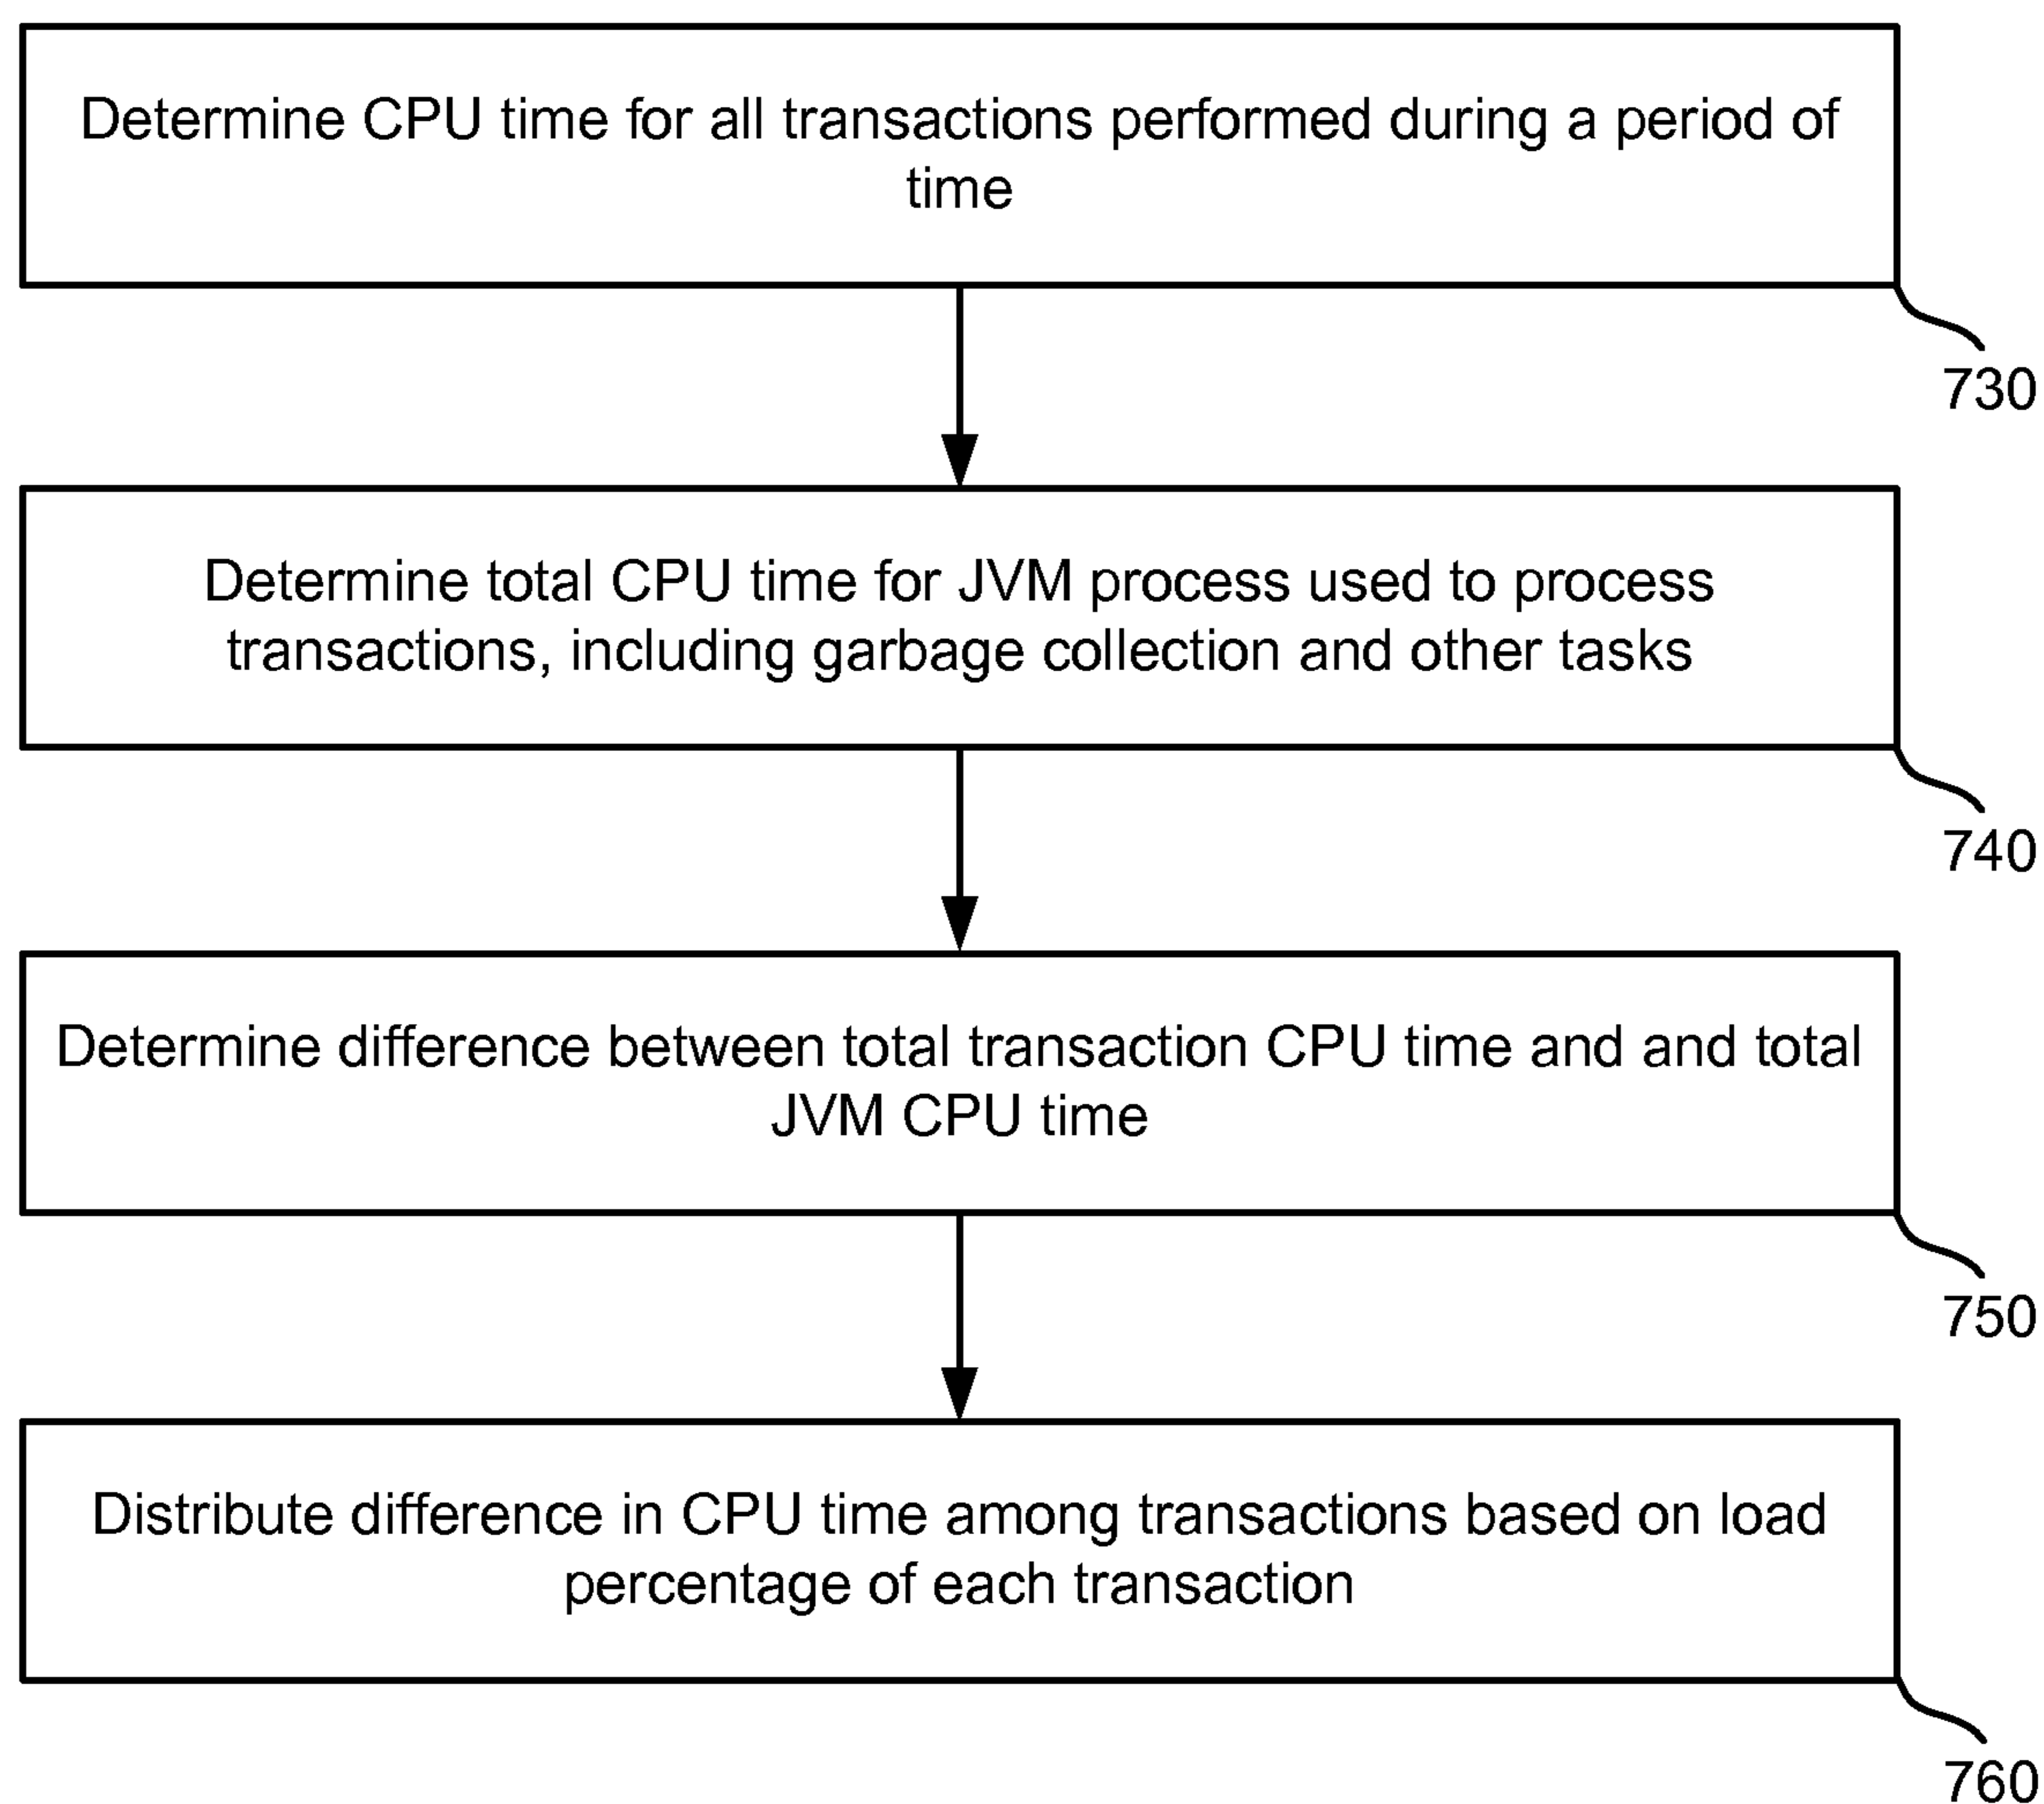 Determine CPU time for all transactions performed during a period of
time
730
Determine total CPU time for JVM process used to process
transactions, including garbage collection and other tasks
740
Determine difference between total transaction CPU time and and total
JVM CPU time
750
Distribute difference in CPU time among transactions based on load
percentage of each transaction
760